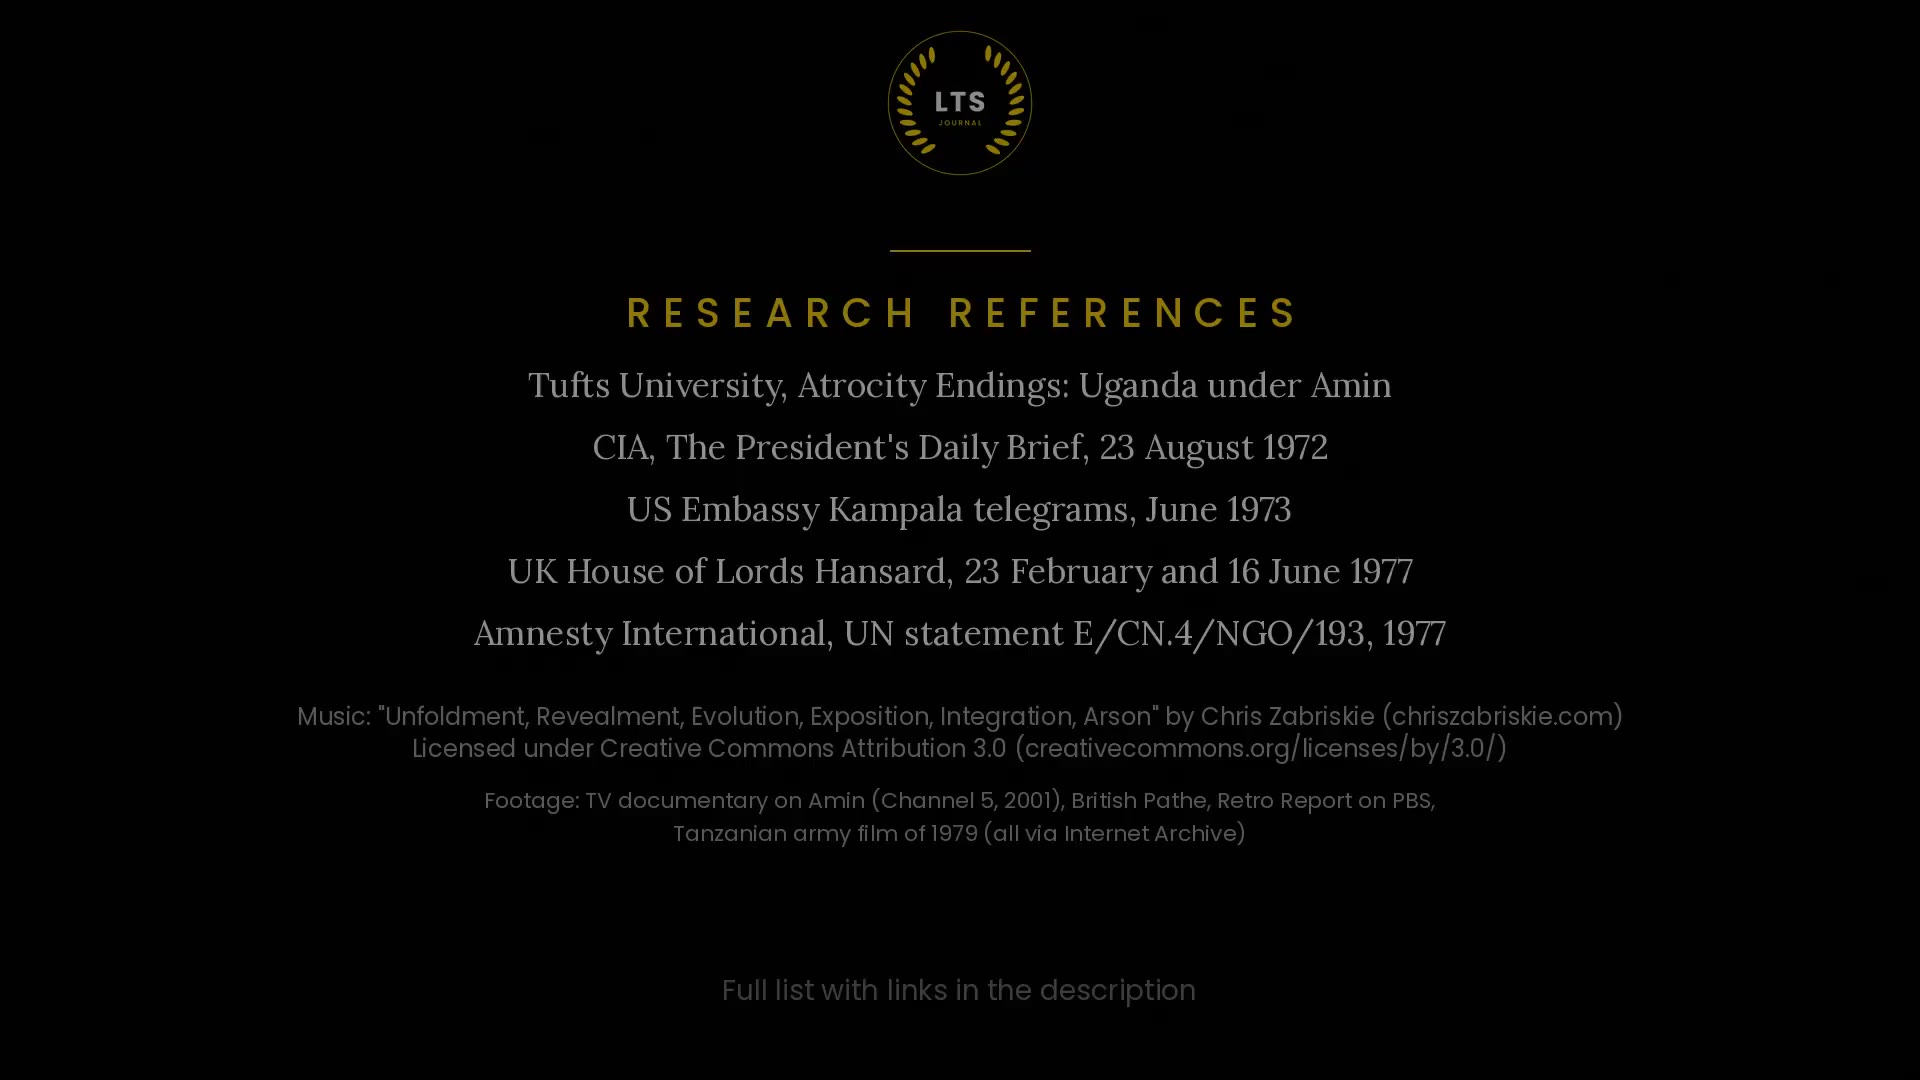 LTS
JOURNAL
RESEARCH REFERENCES
Tufts University, Atrocity Endings: Uganda under Amin
CIA, The President's Daily Brief, 23 August 1972
US Embassy Kampala telegrams, June 1973
UK House of Lords Hansard, 23 February and 16 June 1977
Amnesty International, UN statement E/CN.4/NGO/193, 1977
Music: "Unfoldment, Revealment, Evolution, Exposition, Integration, Arson" by Chris Zabriskie (chriszabriskie.com)
Licensed under Creative Commons Attribution 3.0 (creativecommons.org/licenses/by/3.0/)
Footage: TV documentary on Amin (Channel 5, 2001), British Pathe, Retro Report on PBS,
Tanzanian army film of 1979 (all via Internet Archive)
Full list with links in the description